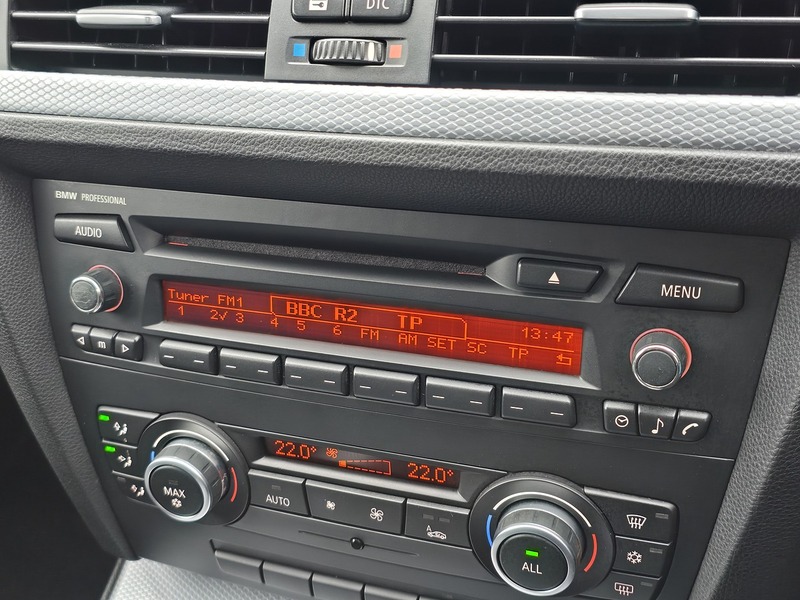 DTC
BMW PROFESSIONAL
AUDIO
MENU
Tuner FM1 BBC R2 TP 13:47
1 2√ 3 4 5 6 FM AM SET SC TP
m
22.0° 22.0°
MAX
AUTO
A
ALL